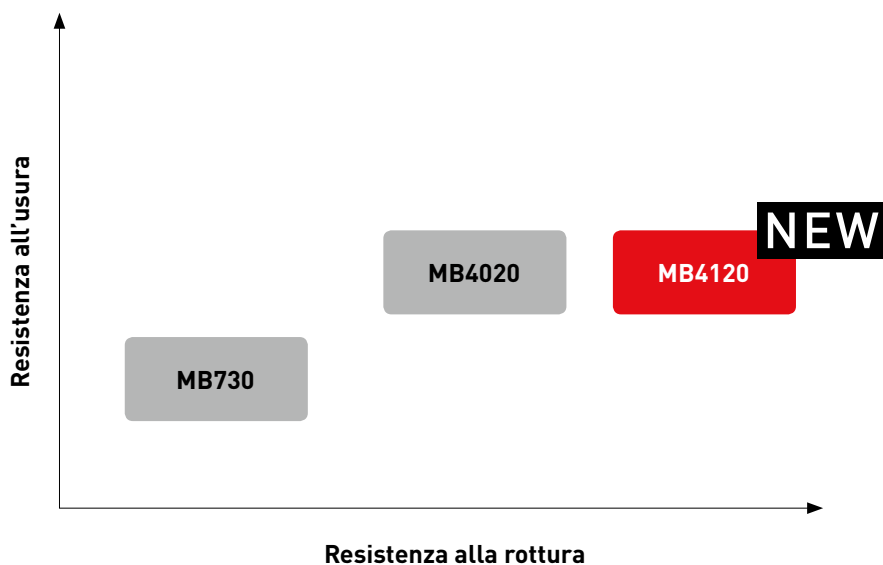 Resistenza all'usura
NEW
MB4020
MB4120
MB730
Resistenza alla rottura